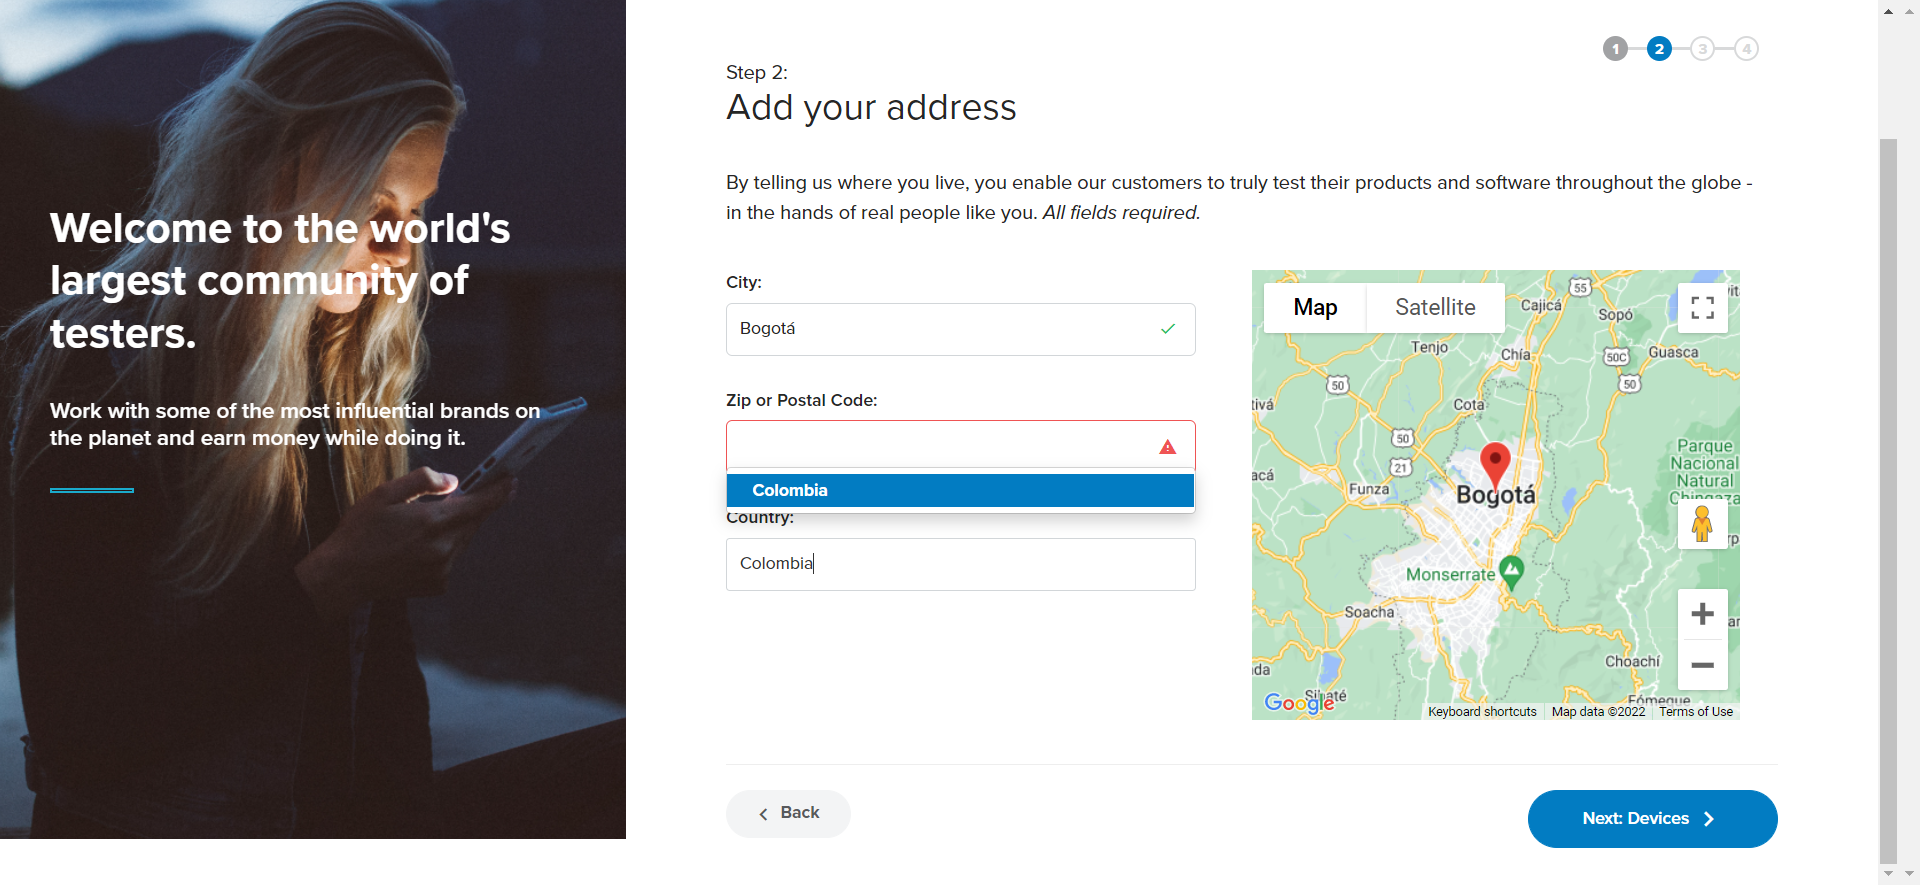 Welcome to the world's
largest community of
testers.
Work with some of the most influential brands on
the planet and earn money while doing it.
1 2 3 4
Step 2:
Add your address
By telling us where you live, you enable our customers to truly test their products and software throughout the globe -
in the hands of real people like you. All fields required.
City:
Bogotá
Zip or Postal Code:
Colombia
Country:
Colombia
Map Satellite
55
Cajicá
Sopó
Tenjo
Chía
50C
Guasca
50
50
Cota
50
21
Funza
Bogotá
Parque
Nacional
Natural
Chingaza
Monserrate
Soacha
Choachí
Sibaté
Fómeque
Google
Keyboard shortcuts
Map data ©2022
Terms of Use
Back
Next: Devices